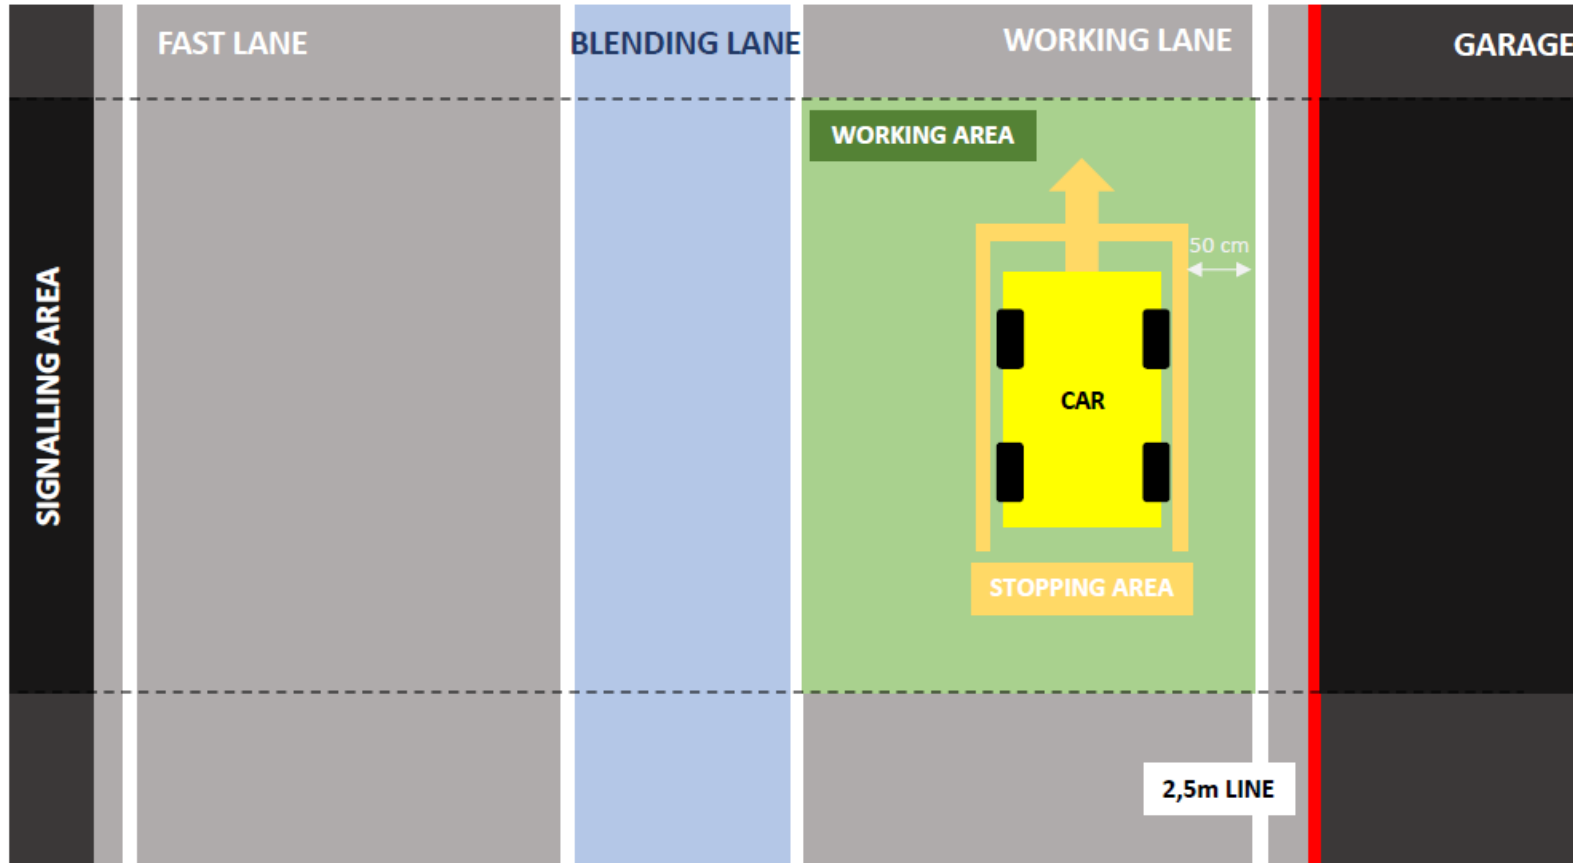 FAST LANE
BLENDING LANE
WORKING LANE
GARAGE
WORKING AREA
50 cm
SIGNALLING AREA
CAR
STOPPING AREA
2,5m LINE